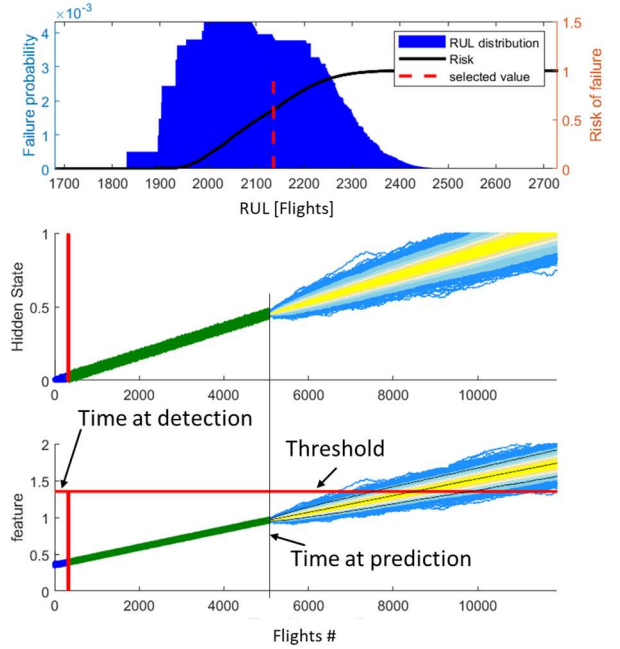 ×10⁻³
4
3
2
1
0
Failure probability
1.5
1
0.5
0
Risk of failure
RUL distribution
Risk
selected value
1700 1800 1900 2000 2100 2200 2300 2400 2500 2600 2700
RUL [Flights]
1
0.5
0
Hidden State
0 2000 4000 6000 8000 10000
Time at detection
Threshold
2
1.5
1
0.5
0
feature
Time at prediction
0 2000 4000 6000 8000 10000
Flights #